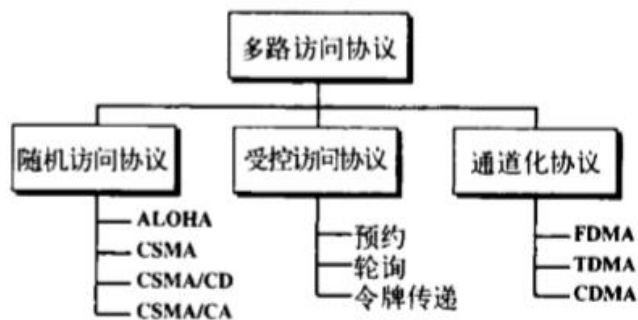 多路访问协议
随机访问协议
受控访问协议
通道化协议
ALOHA
CSMA
CSMA/CD
CSMA/CA
预约
轮询
令牌传递
FDMA
TDMA
CDMA